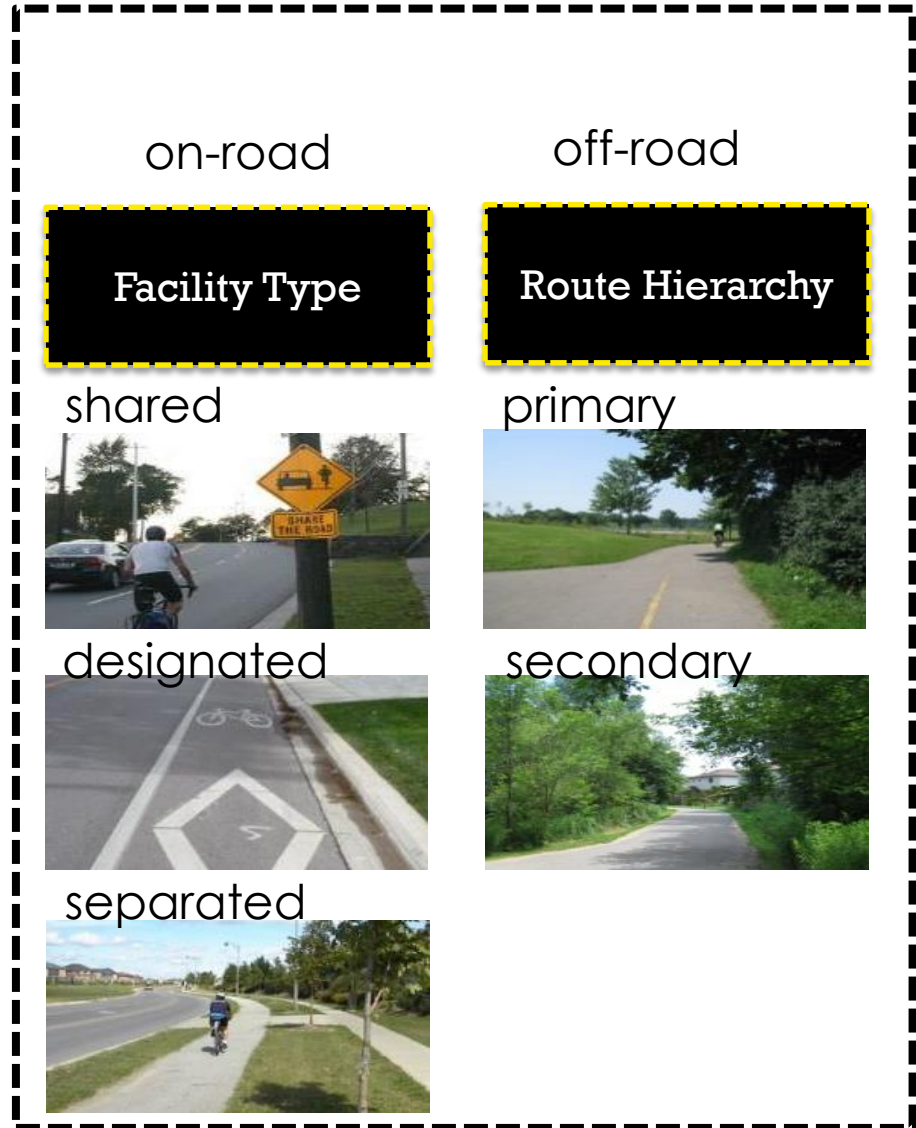 on-road
off-road
Facility Type
Route Hierarchy
shared
primary
SHARE
THE ROAD
designated
secondary
separated